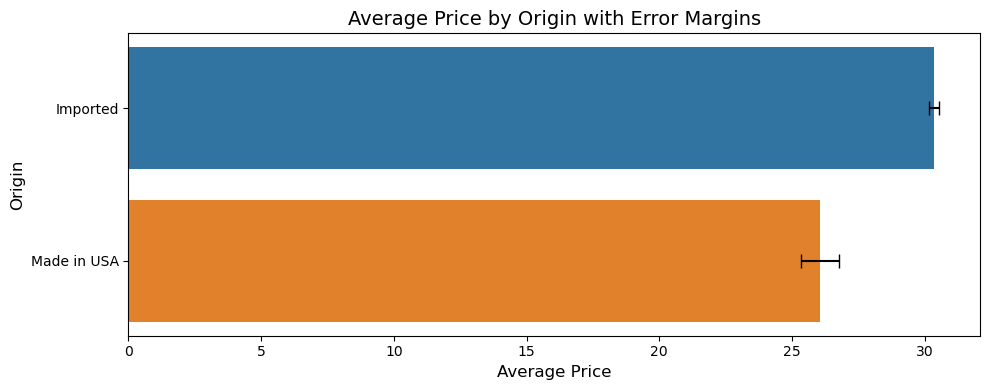 Average Price by Origin with Error Margins
Origin
Imported
Made in USA
0 5 10 15 20 25 30
Average Price